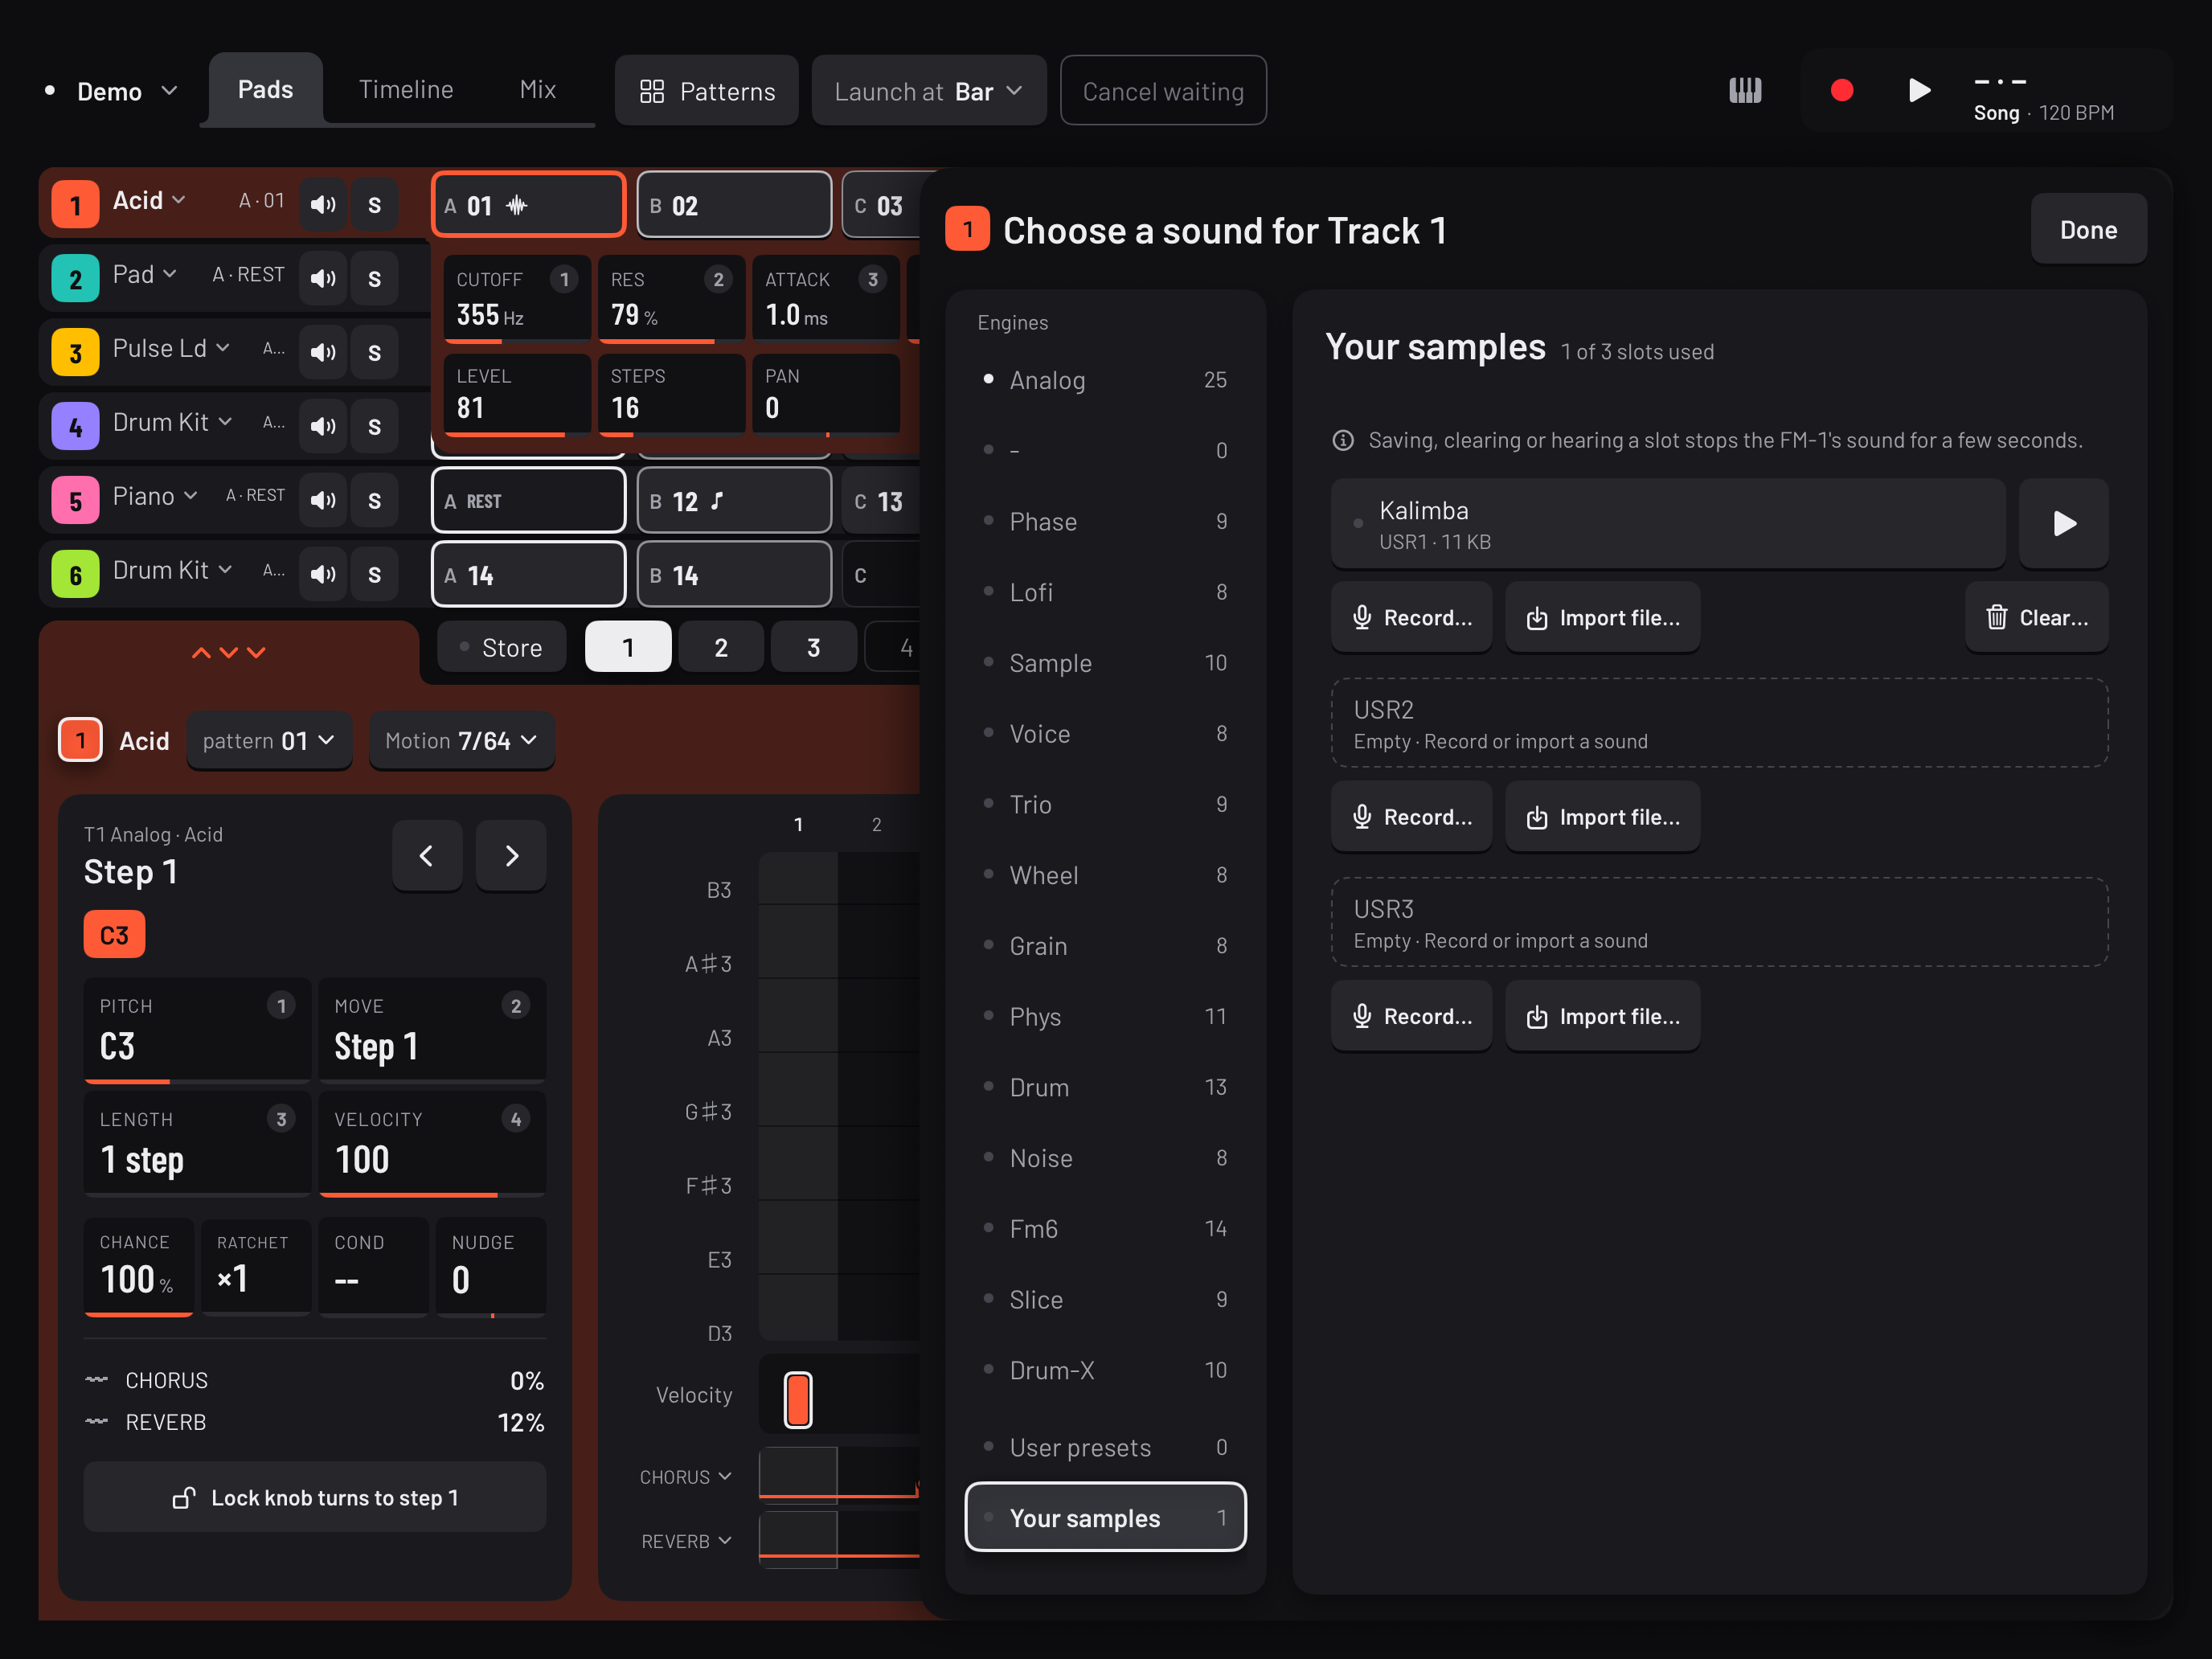 Demo
Pads
Timeline
Mix
Patterns
Launch at Bar
Cancel waiting
Song · 120 BPM
1 Acid A · 01 S
A 01
B 02
C 03
2 Pad A · REST S
3 Pulse Ld A... S
4 Drum Kit A... S
5 Piano A · REST S
6 Drum Kit A... S
CUTOFF 1
355 Hz
RES 2
79 %
ATTACK 3
1.0 ms
LEVEL
81
STEPS
16
PAN
0
A REST
B 12
C 13
A 14
B 14
C
Store
1
2
3
4
1 Acid
pattern 01
Motion 7/64
T1 Analog · Acid
Step 1
C3
PITCH 1
C3
MOVE 2
Step 1
LENGTH 3
1 step
VELOCITY 4
100
CHANCE
100 %
RATCHET
×1
COND
--
NUDGE
0
CHORUS 0%
REVERB 12%
Lock knob turns to step 1
1
2
B3
A♯3
A3
G♯3
F♯3
E3
D3
Velocity
CHORUS
REVERB
1 Choose a sound for Track 1
Done
Engines
Analog 25
- 0
Phase 9
Lofi 8
Sample 10
Voice 8
Trio 9
Wheel 8
Grain 8
Phys 11
Drum 13
Noise 8
Fm6 14
Slice 9
Drum-X 10
User presets 0
Your samples 1
Your samples 1 of 3 slots used
Saving, clearing or hearing a slot stops the FM-1's sound for a few seconds.
Kalimba
USR1 · 11 KB
Record...
Import file...
Clear...
USR2
Empty · Record or import a sound
Record...
Import file...
USR3
Empty · Record or import a sound
Record...
Import file...